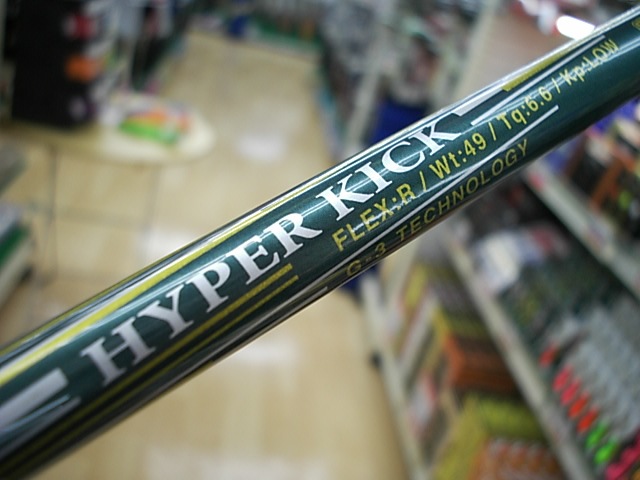 HYPER KICK
FLEX:R / Wt:49 / Tq:6.6 / Kp:LOW
G-3 TECHNOLOGY